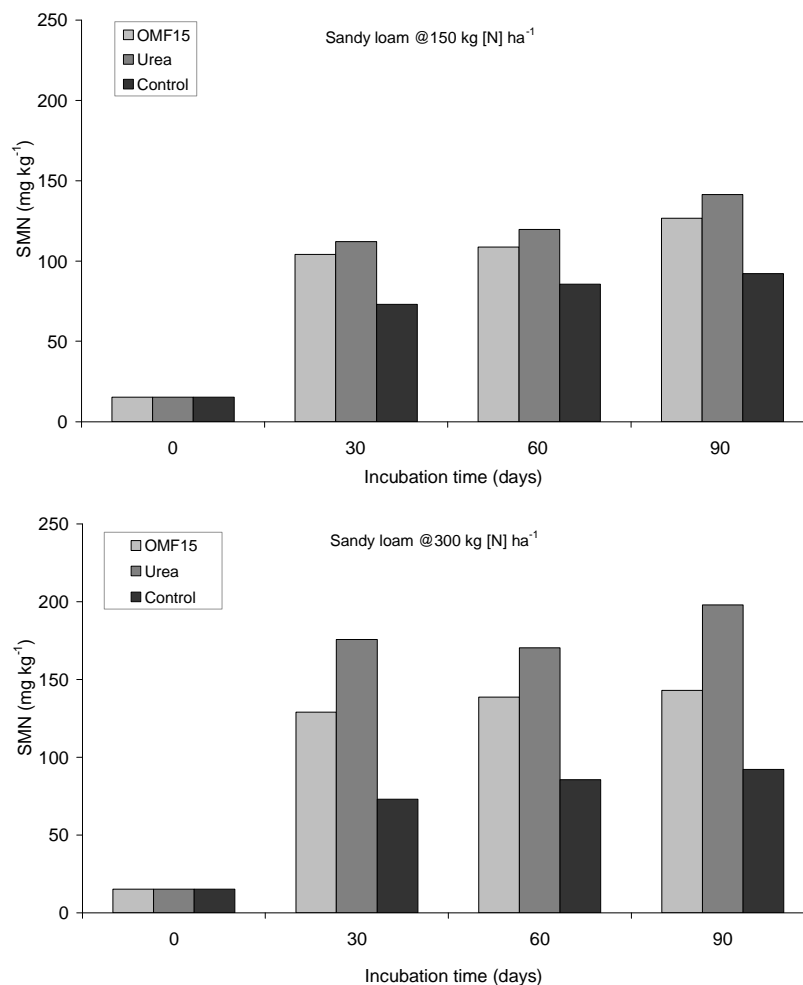 250
200
150
100
50
0
SMN (mg kg⁻¹)
OMF15
Urea
Control
Sandy loam @150 kg [N] ha⁻¹
0 30 60 90
Incubation time (days)
250
200
150
100
50
0
SMN (mg kg⁻¹)
OMF15
Urea
Control
Sandy loam @300 kg [N] ha⁻¹
0 30 60 90
Incubation time (days)